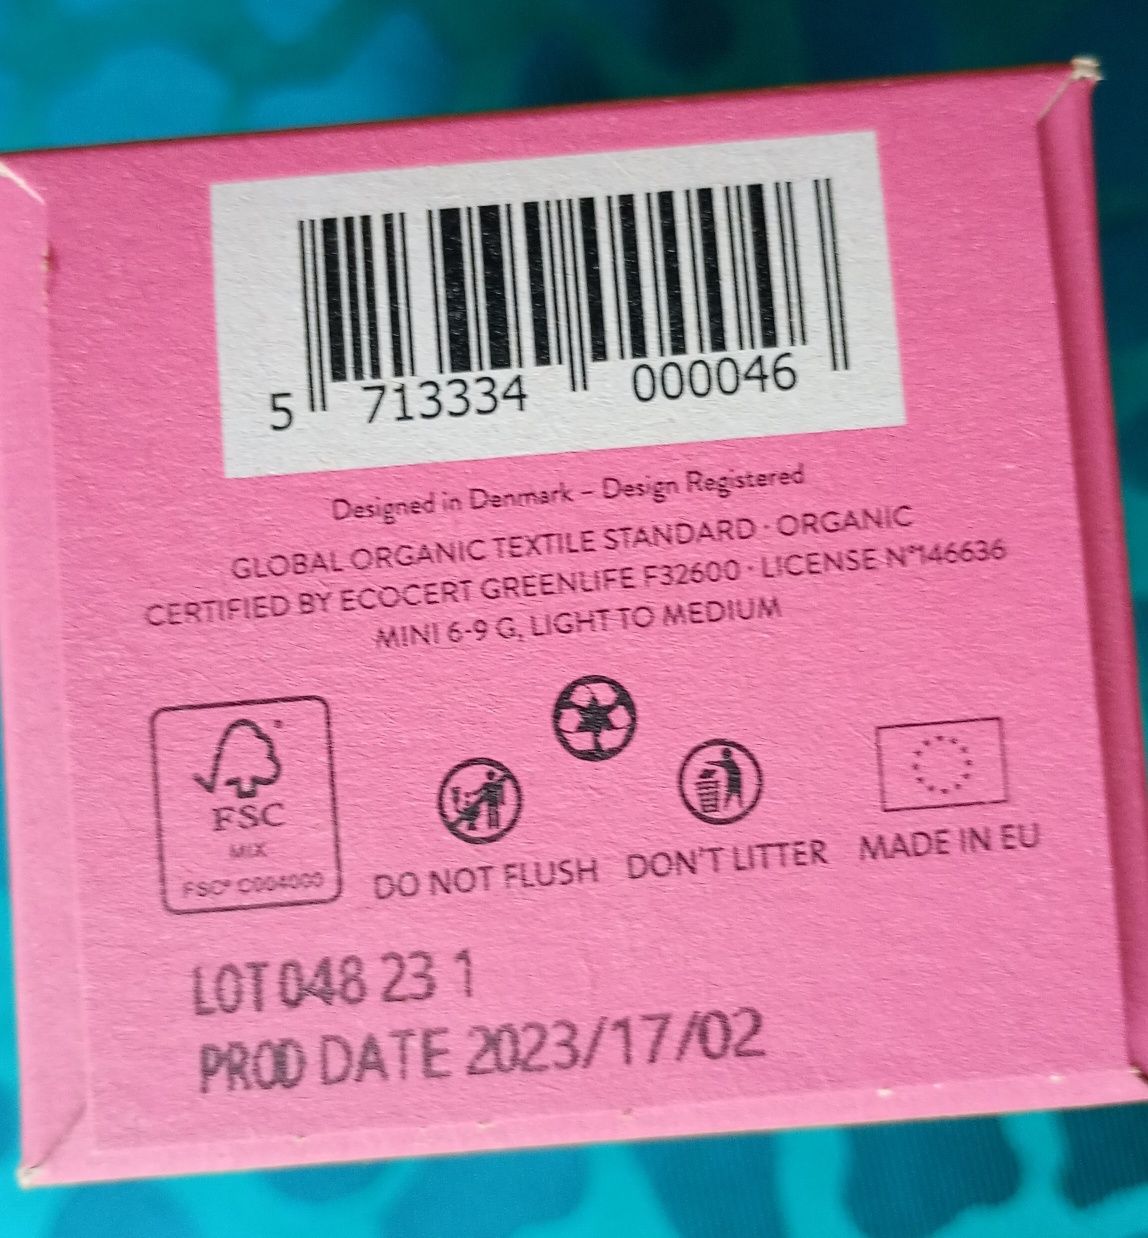 5 713334 000046
Designed in Denmark – Design Registered
GLOBAL ORGANIC TEXTILE STANDARD · ORGANIC
CERTIFIED BY ECOCERT GREENLIFE F32600 · LICENSE N°146636
MINI 6-9 G, LIGHT TO MEDIUM
FSC
MIX
FSC® C004000
DO NOT FLUSH
DON'T LITTER
MADE IN EU
LOT 048 23 1
PROD DATE 2023/17/02